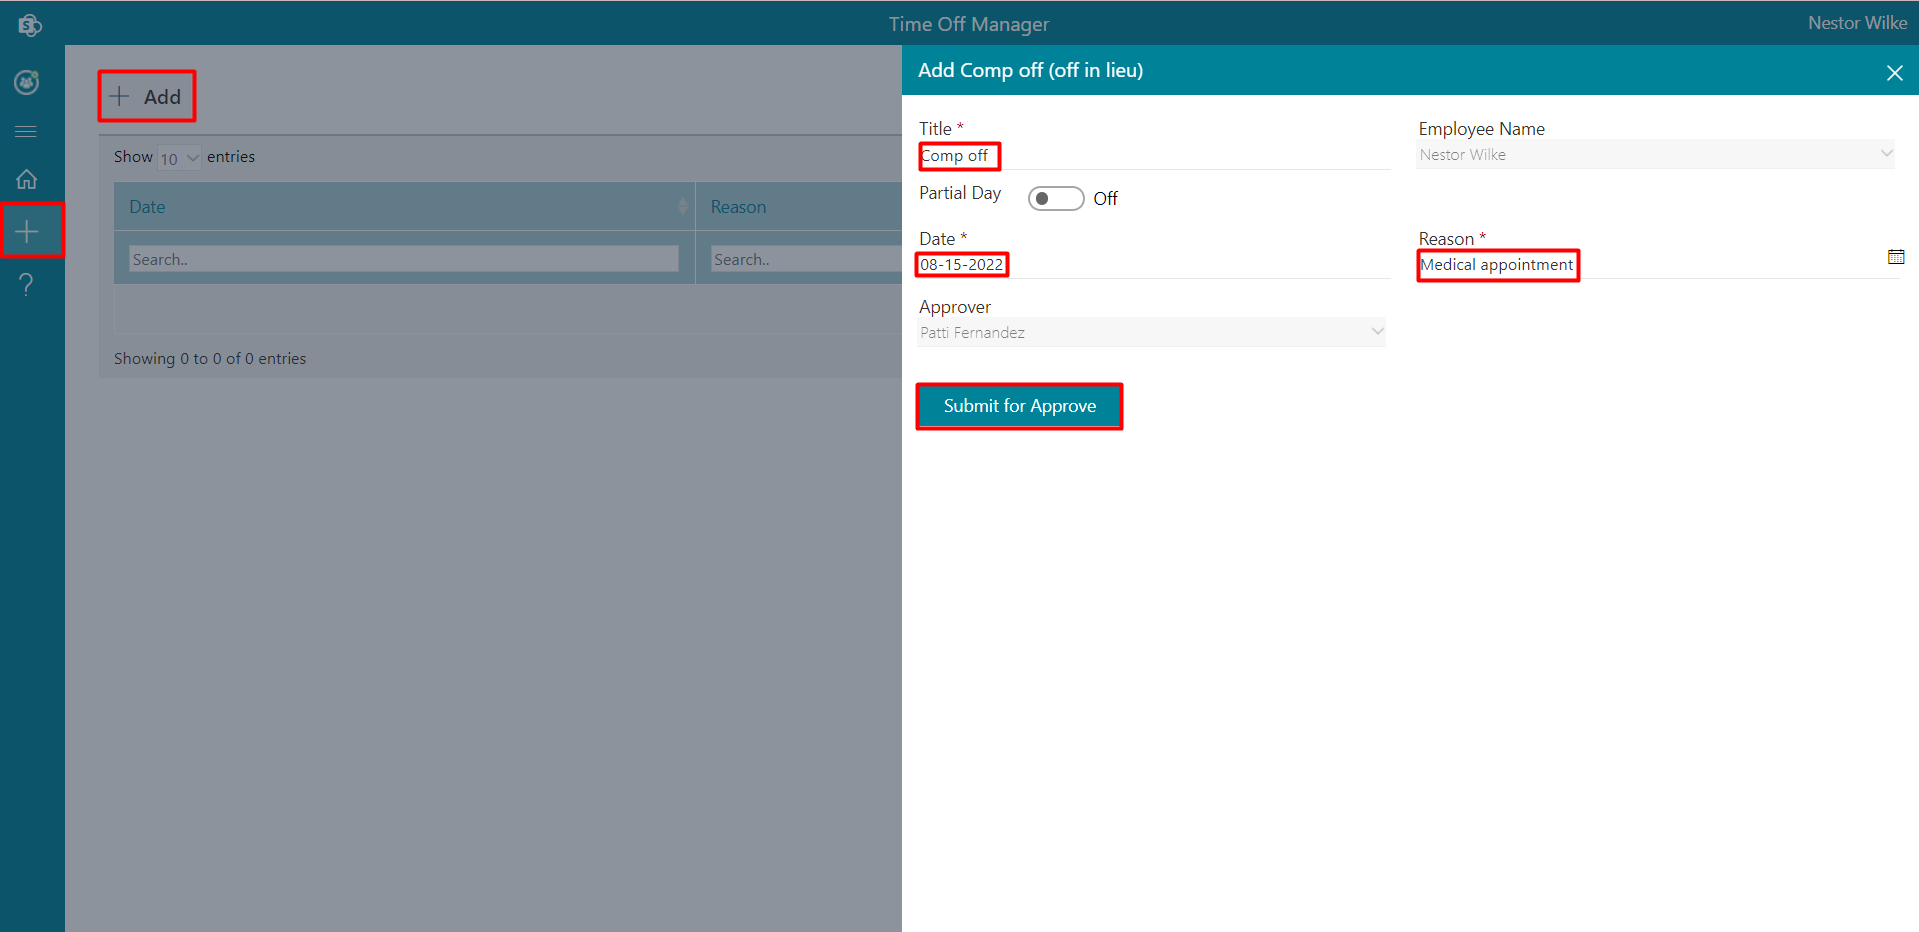 Time Off Manager
Nestor Wilke
Add
Show 10 entries
Date
Reason
Search..
Search..
Showing 0 to 0 of 0 entries
Add Comp off (off in lieu)
Title *
Comp off
Employee Name
Nestor Wilke
Partial Day
Off
Date *
08-15-2022
Reason *
Medical appointment
Approver
Patti Fernandez
Submit for Approve